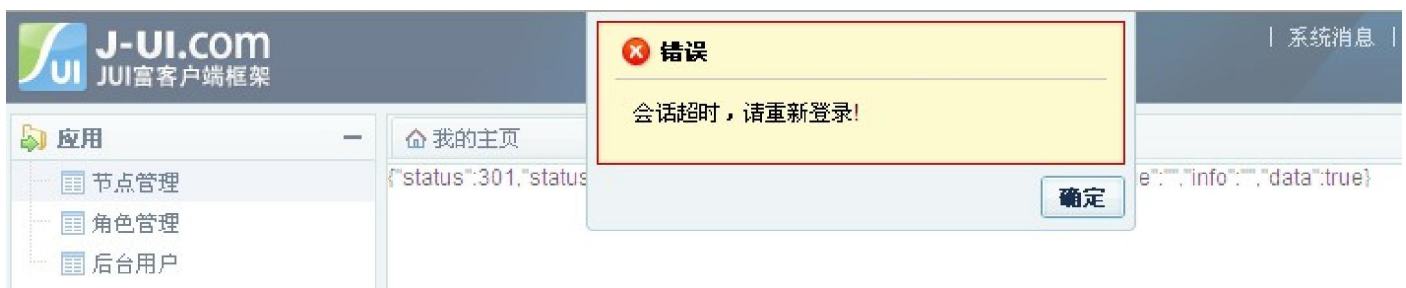 J-UI.com
JUI富客户端框架
| 系统消息 |
错误
会话超时，请重新登录!
确定
应用
节点管理
角色管理
后台用户
我的主页
{"status":301,"status
e":"","info":"","data":true}